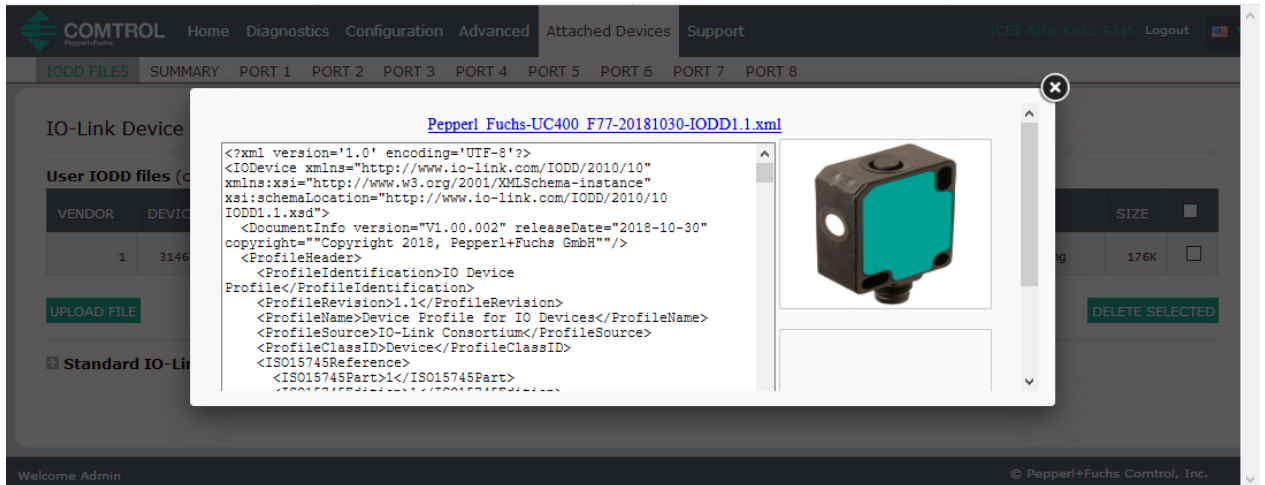 COMTROL Home Diagnostics Configuration Advanced Attached Devices Support ICE2-8IOL-K45S-RJ45 Logout
Pepperl+Fuchs
IODD FILES SUMMARY PORT 1 PORT 2 PORT 3 PORT 4 PORT 5 PORT 6 PORT 7 PORT 8
IO-Link Device
User IODD files
VENDOR DEVIC SIZE
1 3146 ng 176K
UPLOAD FILE DELETE SELECTED
Standard IO-Lin
Pepperl_Fuchs-UC400_F77-20181030-IODD1.1.xml
<?xml version='1.0' encoding='UTF-8'?>
<IODevice xmlns="http://www.io-link.com/IODD/2010/10"
xmlns:xsi="http://www.w3.org/2001/XMLSchema-instance"
xsi:schemaLocation="http://www.io-link.com/IODD/2010/10
IODD1.1.xsd">
<DocumentInfo version="V1.00.002" releaseDate="2018-10-30"
copyright=""Copyright 2018, Pepperl+Fuchs GmbH""/>
<ProfileHeader>
<ProfileIdentification>IO Device
Profile</ProfileIdentification>
<ProfileRevision>1.1</ProfileRevision>
<ProfileName>Device Profile for IO Devices</ProfileName>
<ProfileSource>IO-Link Consortium</ProfileSource>
<ProfileClassID>Device</ProfileClassID>
<ISO15745Reference>
<ISO15745Part>1</ISO15745Part>
<ISO15745Edition>1</ISO15745Edition>
Welcome Admin © Pepperl+Fuchs Comtrol, Inc.